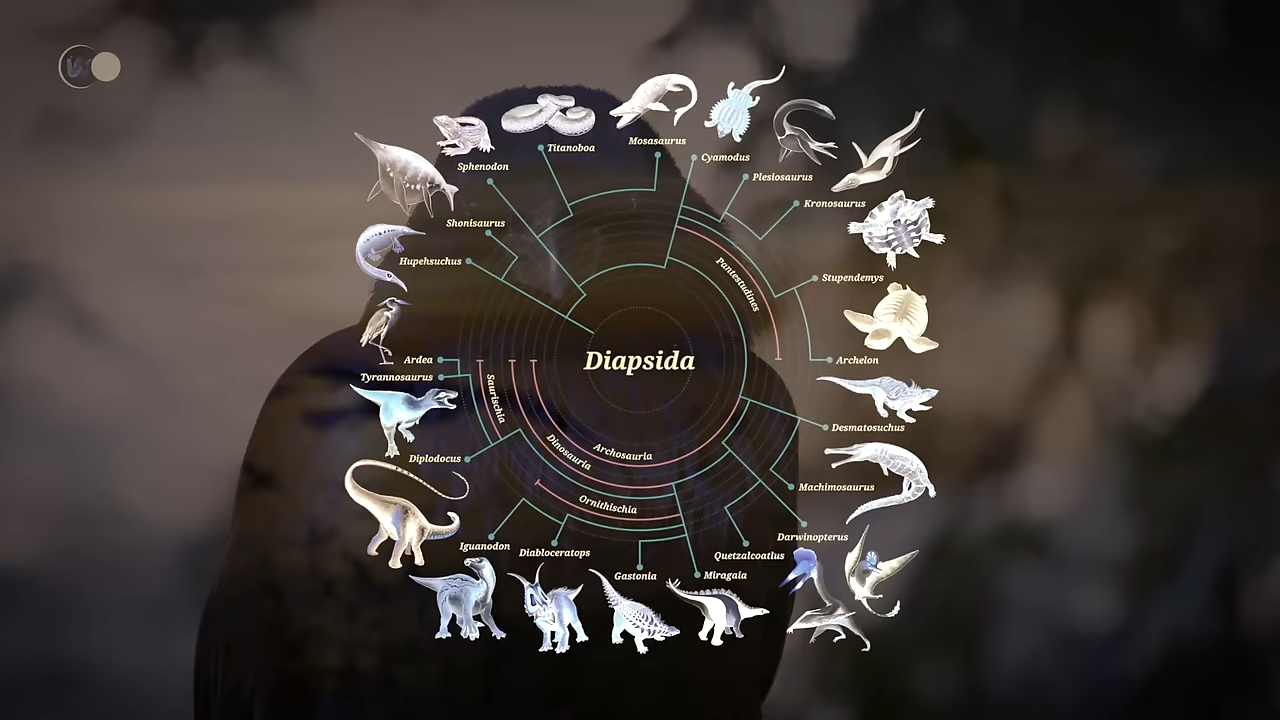 Titanoboa
Mosasaurus
Cyamodus
Sphenodon
Plesiosaurus
Kronosaurus
Shonisaurus
Hupehsuchus
Pantestudines
Stupendemys
Diapsida
Ardea
Archelon
Tyrannosaurus
Saurischia
Desmatosuchus
Dinosauria
Archosauria
Diplodocus
Machimosaurus
Ornithischia
Darwinopterus
Iguanodon
Diabloceratops
Quetzalcoatlus
Gastonia
Miragaia